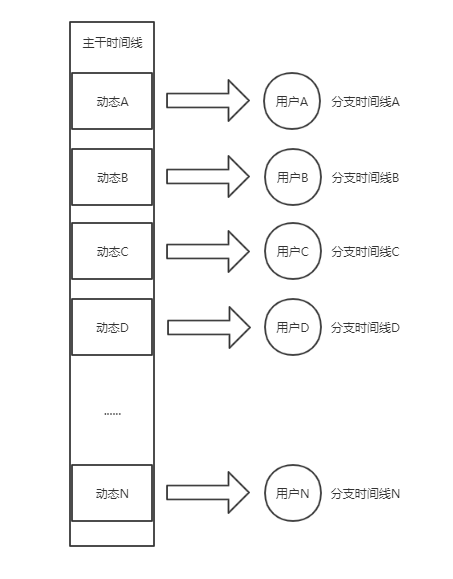 主干时间线
动态A 用户A 分支时间线A
动态B 用户B 分支时间线B
动态C 用户C 分支时间线C
动态D 用户D 分支时间线D
......
动态N 用户N 分支时间线N